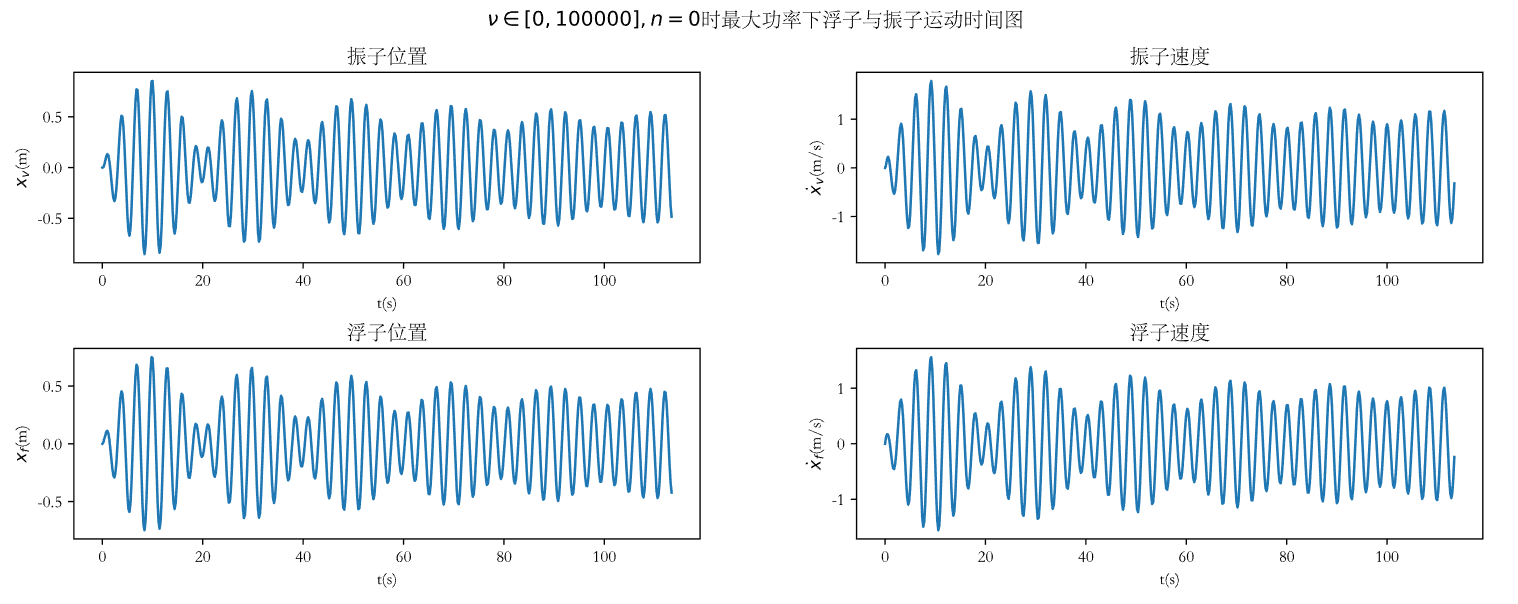 ν ∈ [0, 100000], n = 0时最大功率下浮子与振子运动时间图
振子位置
0.5
0.0
-0.5
x_v(m)
0 20 40 60 80 100
t(s)
振子速度
1
0
-1
ẋ_v(m/s)
0 20 40 60 80 100
t(s)
浮子位置
0.5
0.0
-0.5
x_f(m)
0 20 40 60 80 100
t(s)
浮子速度
1
0
-1
ẋ_f(m/s)
0 20 40 60 80 100
t(s)